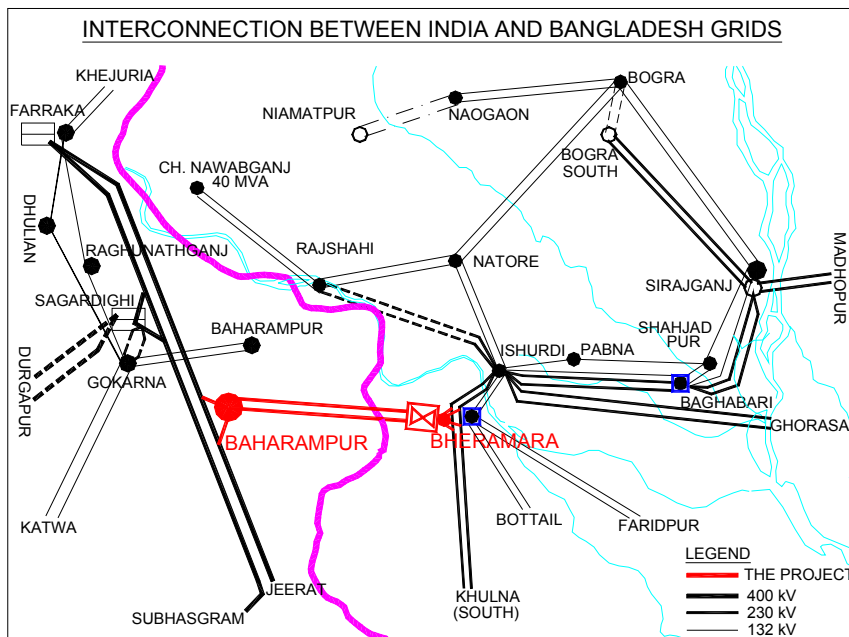 INTERCONNECTION BETWEEN INDIA AND BANGLADESH GRIDS
KHEJURIA
FARRAKA
NIAMATPUR
NAOGAON
BOGRA
BOGRA
SOUTH
CH. NAWABGANJ
40 MVA
DHULIAN
RAGHUNATHGANJ
RAJSHAHI
NATORE
SIRAJGANJ
MADHOPUR
SAGARDIGHI
BAHARAMPUR
SHAHJAD
PUR
ISHURDI
PABNA
DURGAPUR
GOKARNA
BAGHABARI
GHORASA
BAHARAMPUR
BHERAMARA
KATWA
BOTTAIL
FARIDPUR
JEERAT
SUBHASGRAM
KHULNA
(SOUTH)
LEGEND
THE PROJECT
400 kV
230 kV
132 kV